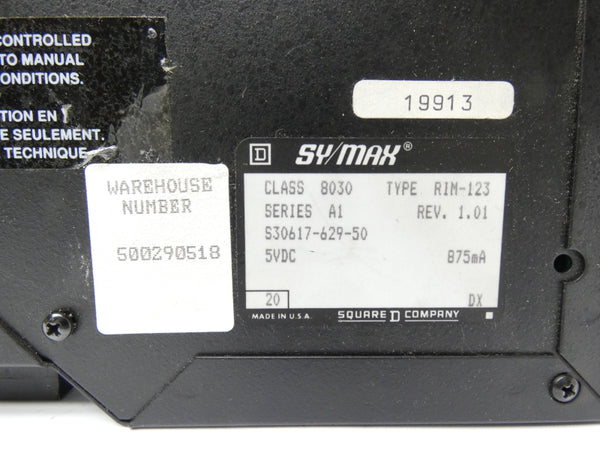 CONTROLLED
TO MANUAL
CONDITIONS.
TION EN
E SEULEMENT.
TECHNIQUE
19913
D SY/MAX®
CLASS 8030 TYPE RIM-123
SERIES A1 REV. 1.01
S30617-629-50
5VDC 875mA
20 DX
MADE IN U.S.A. SQUARE D COMPANY
WAREHOUSE
NUMBER
500290518